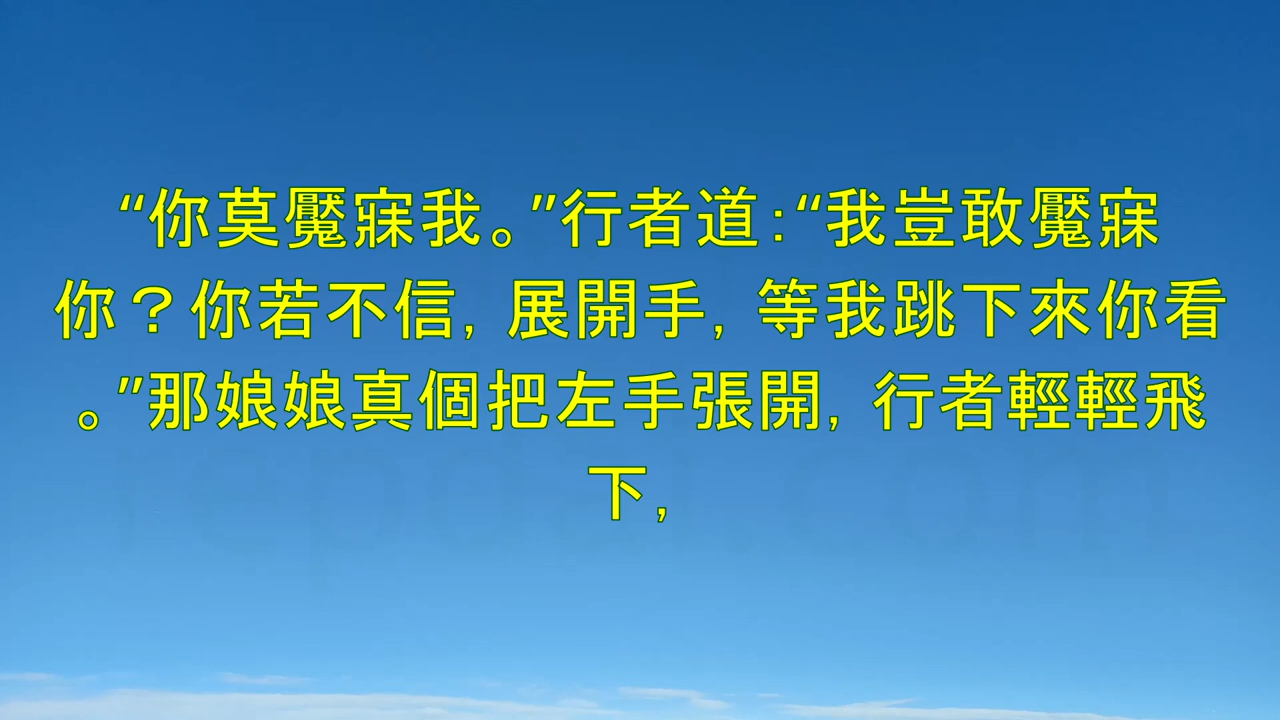 “你莫魘寐我。”行者道：“我豈敢魘寐
你？你若不信，展開手，等我跳下來你看
。”那娘娘真個把左手張開，行者輕輕飛
下，